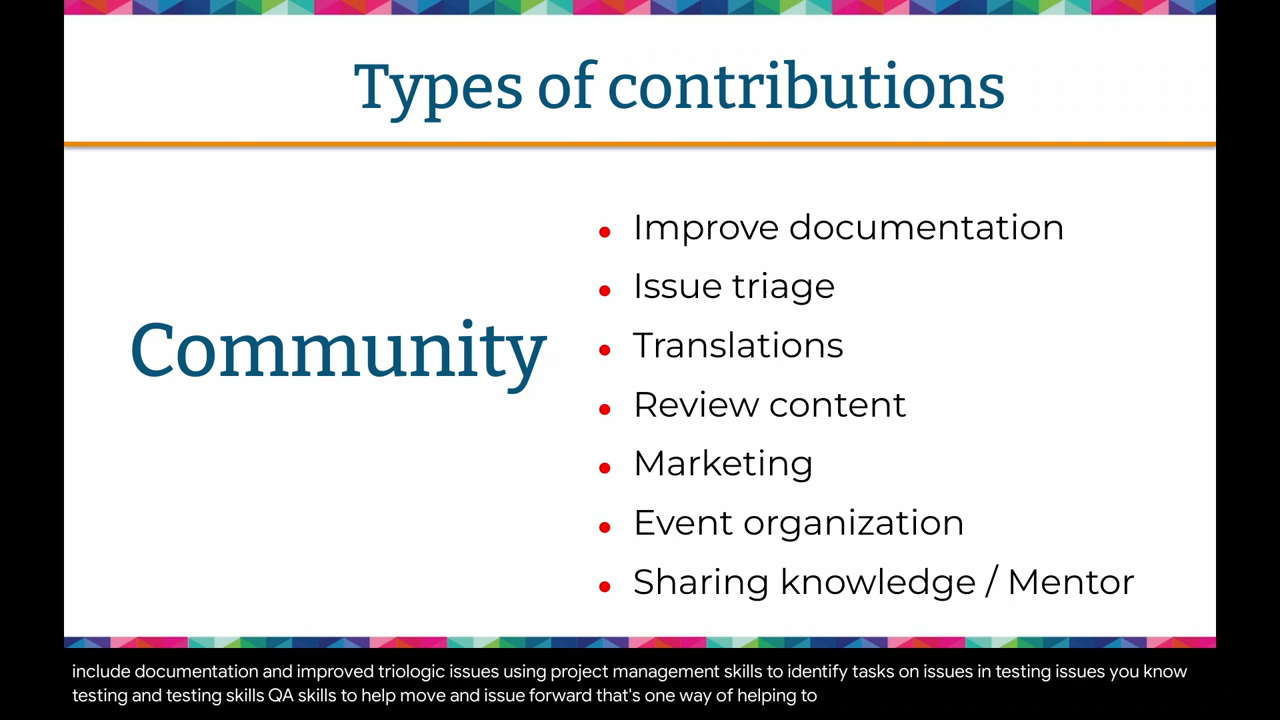 Types of contributions
Community
Improve documentation
Issue triage
Translations
Review content
Marketing
Event organization
Sharing knowledge / Mentor
include documentation and improved triologic issues using project management skills to identify tasks on issues in testing issues you know
testing and testing skills QA skills to help move and issue forward that's one way of helping to